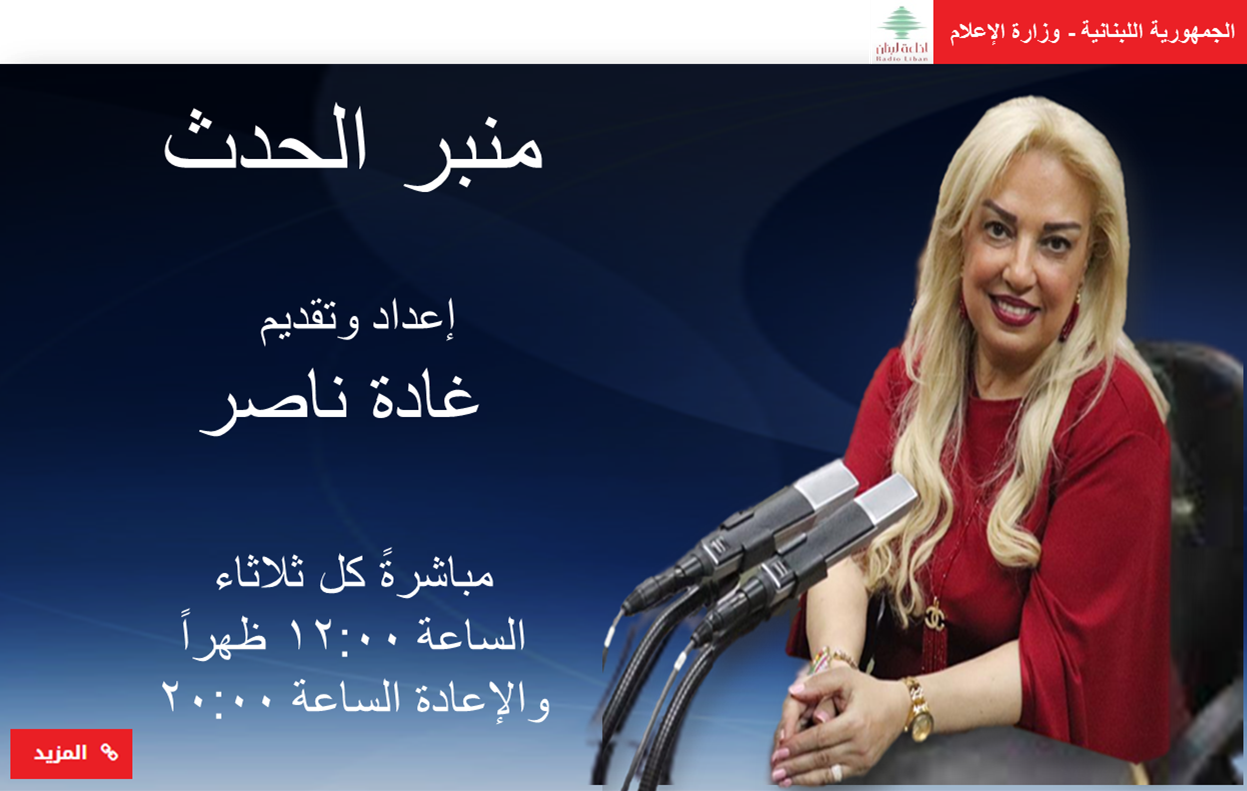 الجمهورية اللبنانية - وزارة الإعلام
اذاعة لبنان
Radio Liban
منبر الحدث
إعداد وتقديم
غادة ناصر
مباشرةً كل ثلاثاء
الساعة ١٢:٠٠ ظهراً
والإعادة الساعة ٢٠:٠٠
المزيد